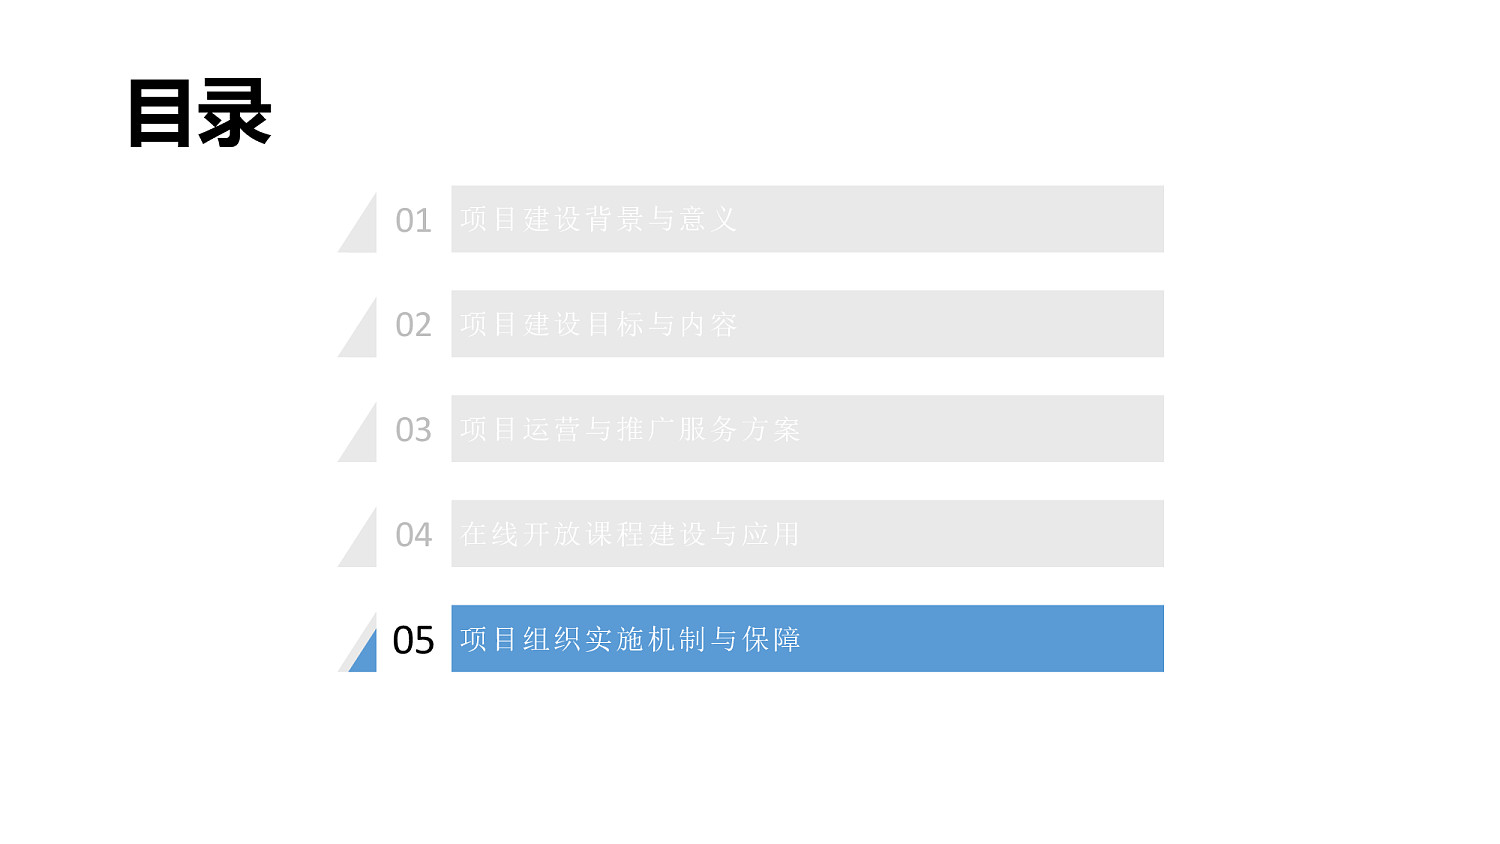 目录
01 项目建设背景与意义
02 项目建设目标与内容
03 项目运营与推广服务方案
04 在线开放课程建设与应用
05 项目组织实施机制与保障